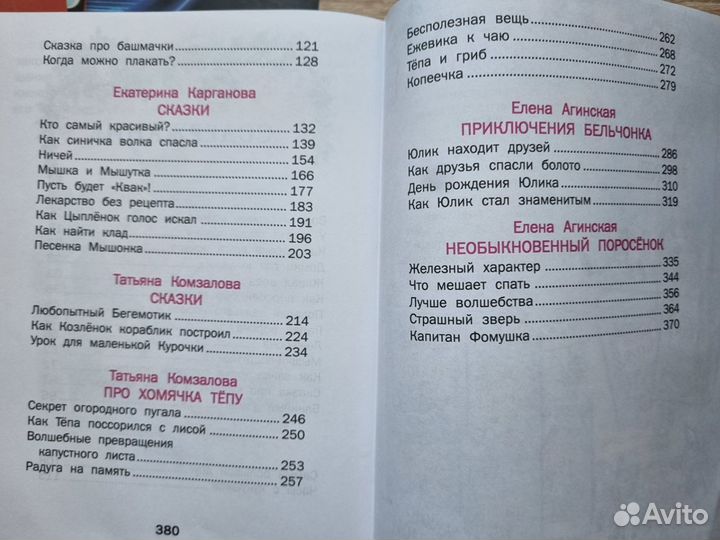 Сказка про башмачки 121
Когда можно плакать? 128
Екатерина Карганова
СКАЗКИ
Кто самый красивый? 132
Как синичка волка спасла 139
Ничей 154
Мышка и Мышутка 166
Пусть будет «Квак»! 177
Лекарство без рецепта 183
Как Цыплёнок голос искал 191
Как найти клад 196
Песенка Мышонка 203
Татьяна Комзалова
СКАЗКИ
Любопытный Бегемотик 214
Как Козлёнок кораблик построил 224
Урок для маленькой Курочки 234
Татьяна Комзалова
ПРО ХОМЯЧКА ТЁПУ
Секрет огородного пугала 246
Как Тёпа поссорился с лисой 250
Волшебные превращения
капустного листа 253
Радуга на память 257
380
Бесполезная вещь 262
Ежевика к чаю 268
Тёпа и гриб 272
Копеечка 279
Елена Агинская
ПРИКЛЮЧЕНИЯ БЕЛЬЧОНКА
Юлик находит друзей 286
Как друзья спасли болото 298
День рождения Юлика 310
Как Юлик стал знаменитым 319
Елена Агинская
НЕОБЫКНОВЕННЫЙ ПОРОСЁНОК
Железный характер 335
Что мешает спать 344
Лучше волшебства 356
Страшный зверь 364
Капитан Фомушка 370
Avito